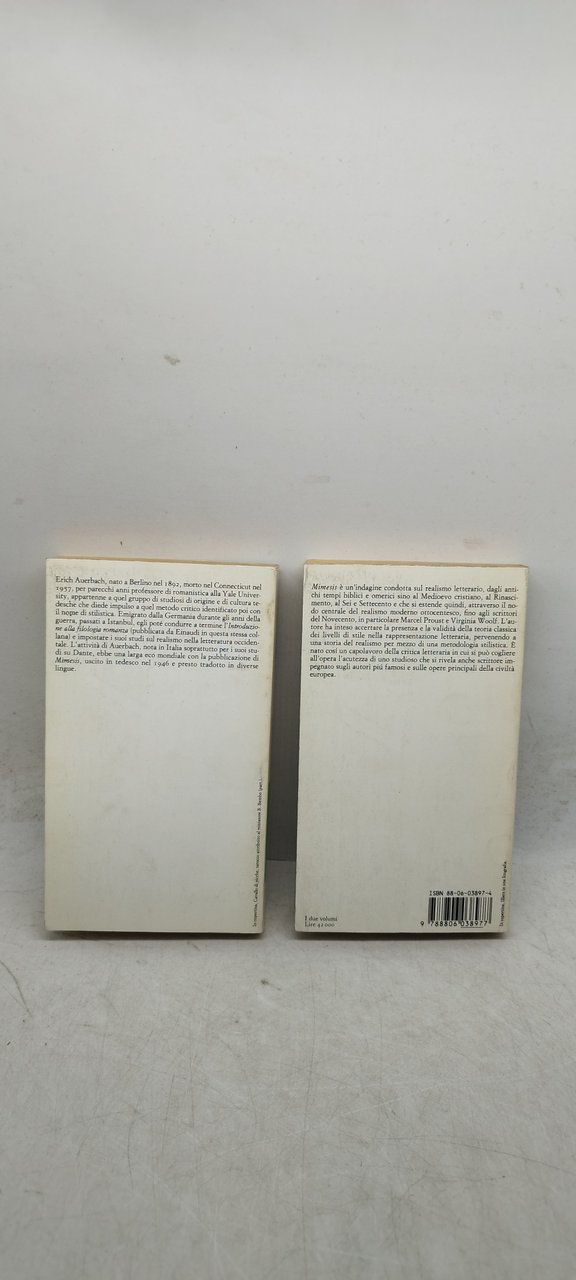 Erich Auerbach, nato a Berlino nel 1892, morto nel Connecticut nel
1957, per parecchi anni professore di romanistica alla Yale Univer-
sity, appartenne a quel gruppo di studiosi di origine e di cultura te-
desche che diede impulso a quel metodo critico identificato poi con
il nome di stilistica. Emigrato dalla Germania durante gli anni della
guerra, passati a Istanbul, egli poté condurre a termine l'Introduzio-
ne alla filologia romanza (pubblicata da Einaudi in questa stessa col-
lana) e impostare i suoi studi sul realismo nella letteratura occiden-
tale. L'attività di Auerbach, nota in Italia soprattutto per i suoi stu-
di su Dante, ebbe una larga eco mondiale con la pubblicazione di
Mimesis, uscito in tedesco nel 1946 e presto tradotto in diverse
lingue.
In copertina, Cavallo di
Mimesis è un'indagine condotta sul realismo letterario, dagli anti-
chi tempi biblici e omerici sino al Medioevo cristiano, al Rinasci-
mento, al Sei e Settecento e che si estende quindi, attraverso il no-
do centrale del realismo moderno ottocentesco, fino agli scrittori
del Novecento, in particolare Marcel Proust e Virginia Woolf. L'au-
tore ha inteso accertare la presenza e la validità della teoria classica
dei livelli di stile nella rappresentazione letteraria, pervenendo a
una storia del realismo per mezzo di una metodologia stilistica. È
nato cosí un capolavoro della critica letteraria in cui si può cogliere
all'opera l'acutezza di uno studioso che si rivela anche scrittore im-
pegnato sugli autori piú famosi e sulle opere principali della civiltà
europea.
I due volumi
Lire 42 000
ISBN 88-06-03897-4
9 788806 038977
In copertina,